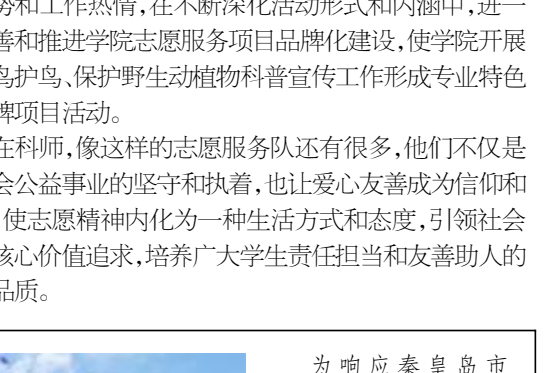 势和工作热情,在不断深化活动形式和内涵中,进一
善和推进学院志愿服务项目品牌化建设,使学院开展
鸟护鸟、保护野生动植物科普宣传工作形成专业特色
牌项目活动。
在科师,像这样的志愿服务队还有很多,他们不仅是
会公益事业的坚守和执着,也让爱心友善成为信仰和
使志愿精神内化为一种生活方式和态度,引领社会
核心价值追求,培养广大学生责任担当和友善助人的
品质。
为响应秦皇岛市